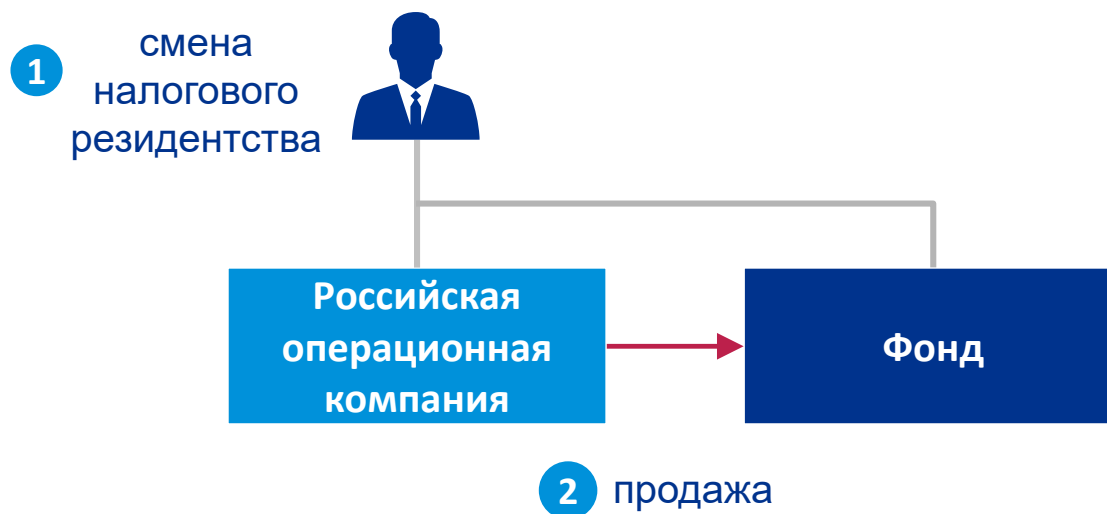 1
смена
налогового
резидентства
Российская
операционная
компания
Фонд
2 продажа